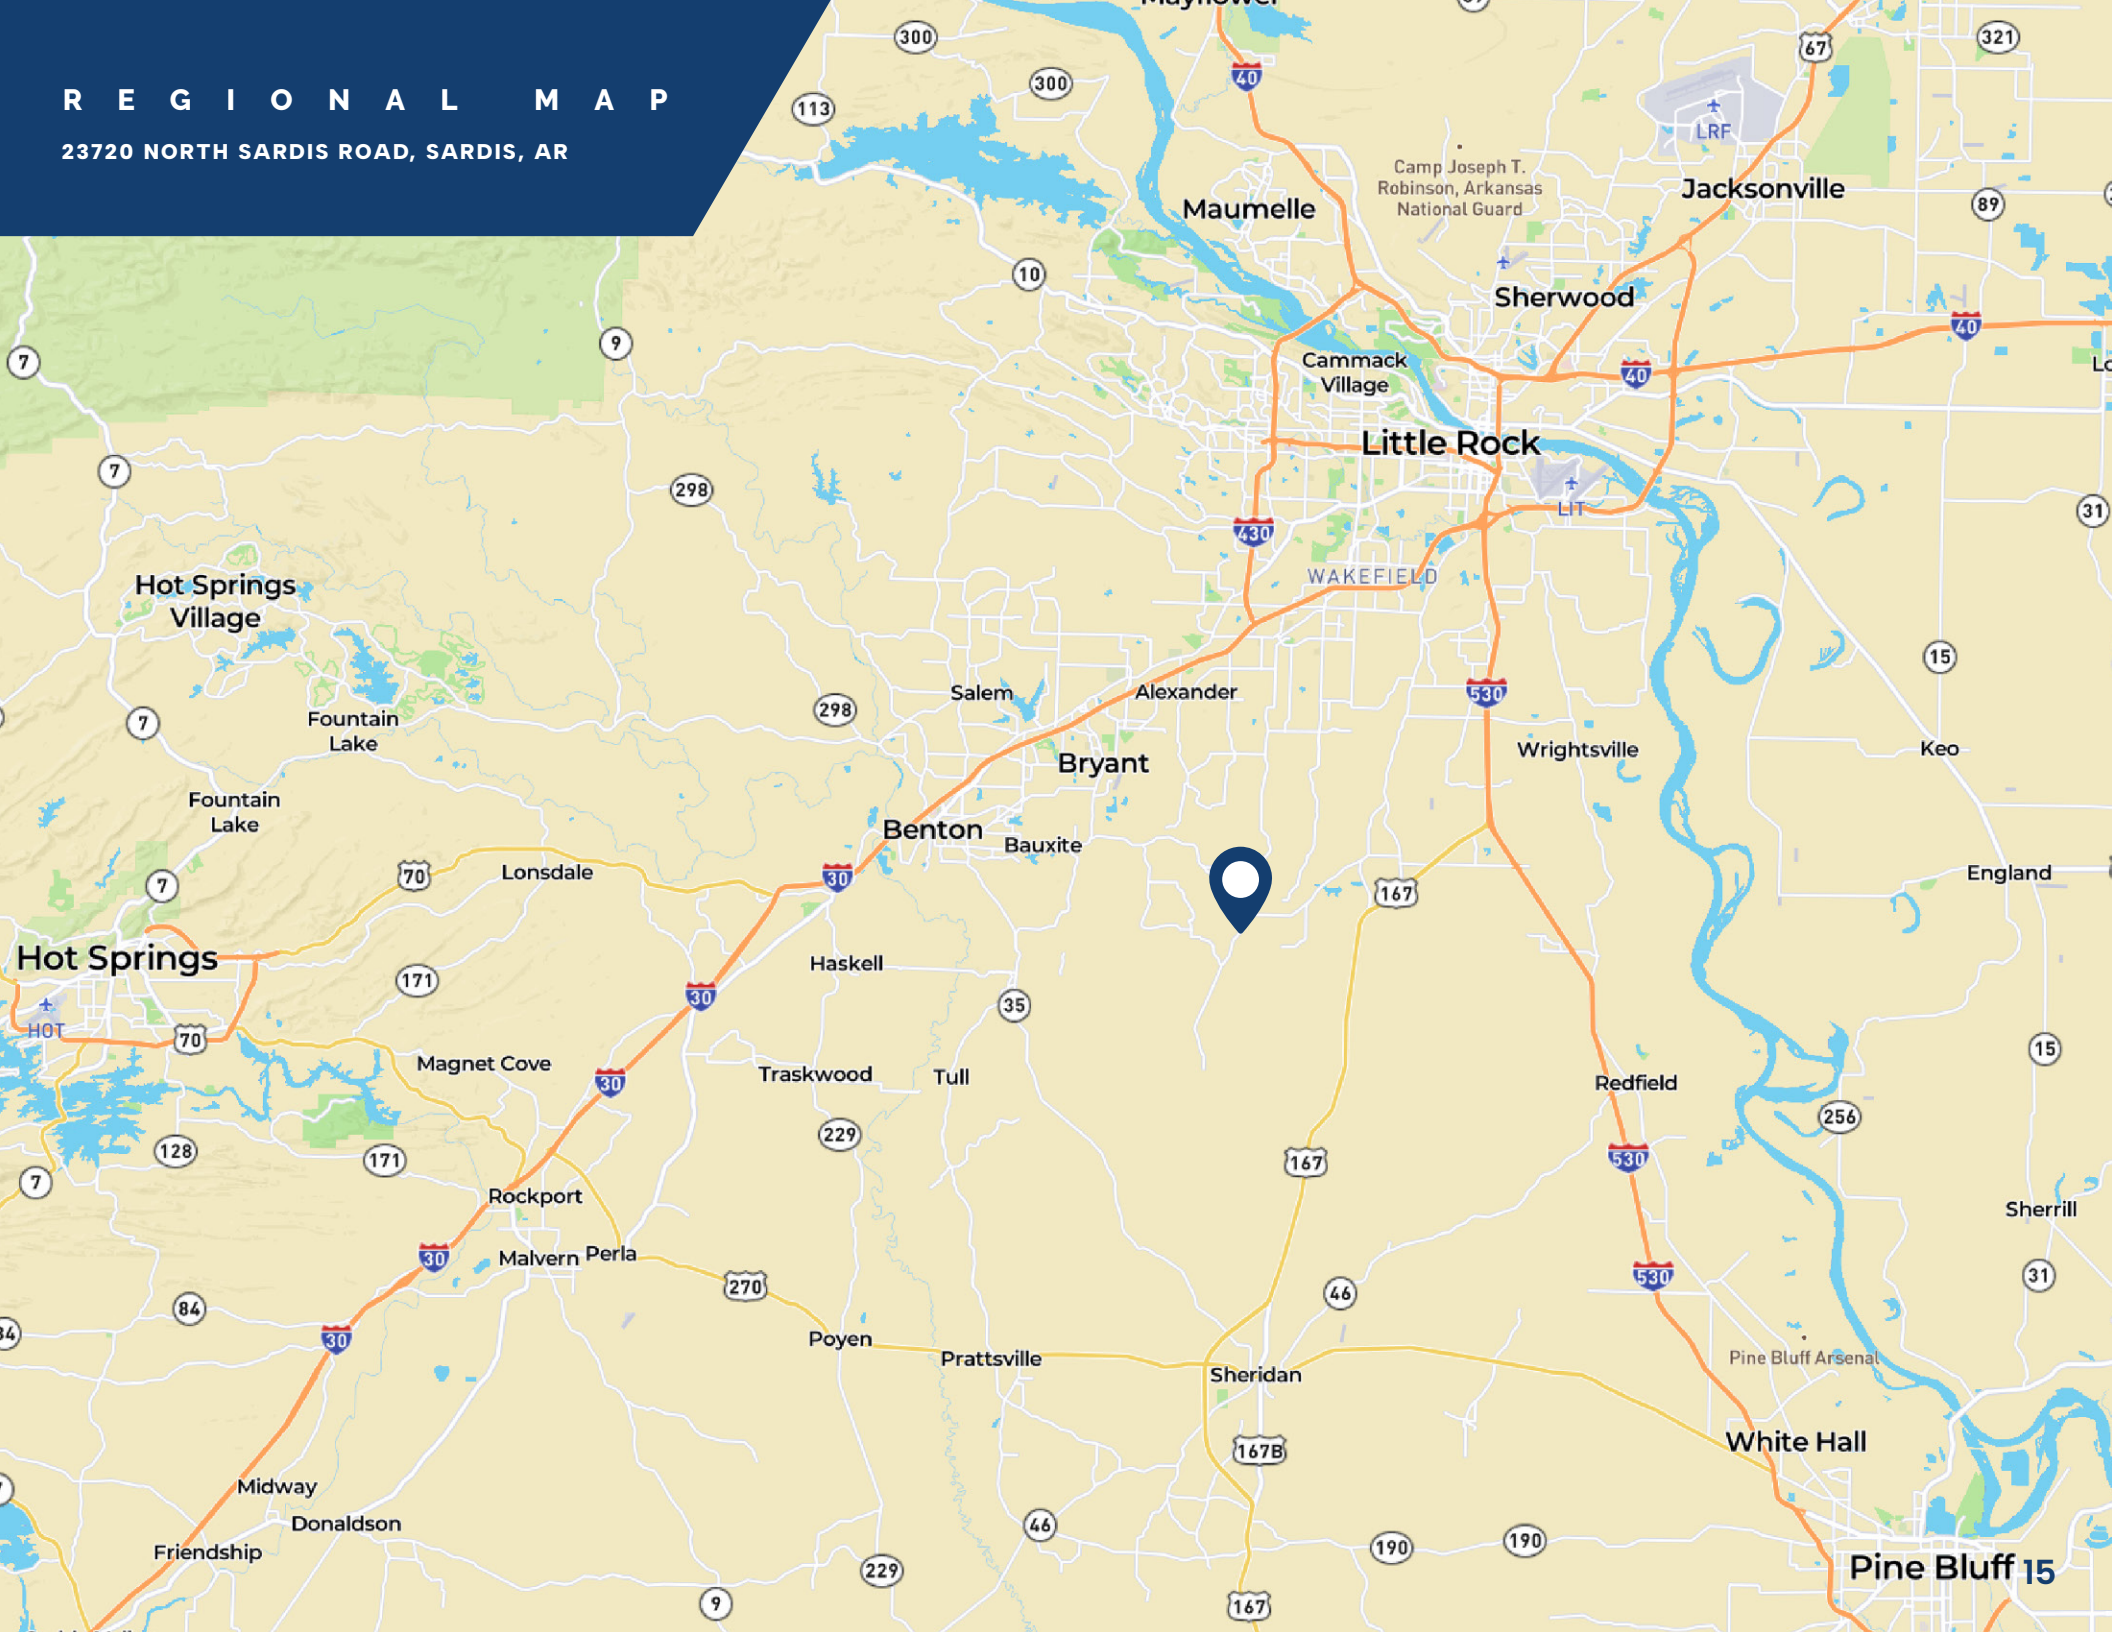 REGIONAL MAP
23720 NORTH SARDIS ROAD, SARDIS, AR
Mayflower
300
40
67
321
300
113
LRF
Camp Joseph T.
Robinson, Arkansas
National Guard
Jacksonville
Maumelle
89
10
Sherwood
40
9
7
Cammack
Village
40
Little Rock
7
298
LIT
31
430
WAKEFIELD
Hot Springs
Village
15
Salem
Alexander
530
298
Fountain
Lake
7
Wrightsville
Keo
Bryant
Fountain
Lake
Benton
Bauxite
70
Lonsdale
30
England
7
167
Hot Springs
Haskell
171
30
35
HOT
70
15
Magnet Cove
30
Traskwood
Tull
Redfield
256
229
128
171
167
530
7
Rockport
Sherrill
Malvern
Perla
30
530
31
270
46
84
30
Poyen
Prattsville
Pine Bluff Arsenal
Sheridan
White Hall
167B
Midway
Donaldson
46
190
190
Friendship
229
Pine Bluff
15
9
167